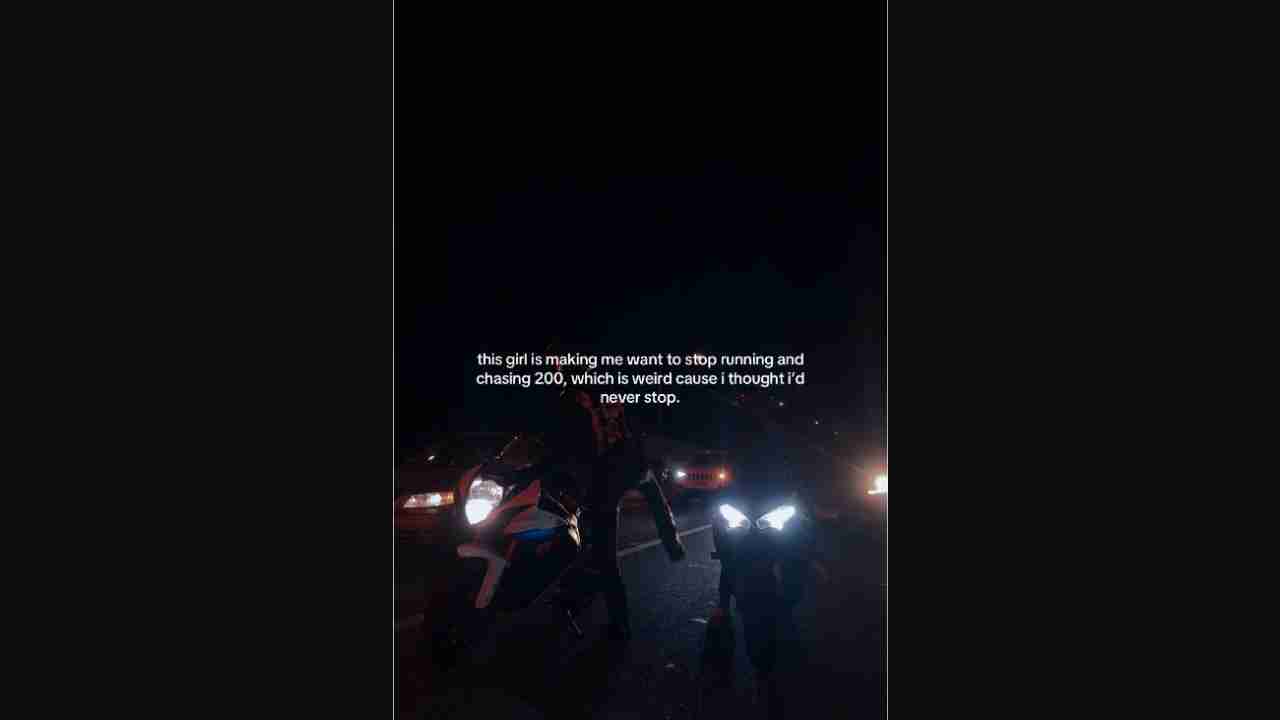 this girl is making me want to stop running and
chasing 200, which is weird cause i thought i'd
never stop.